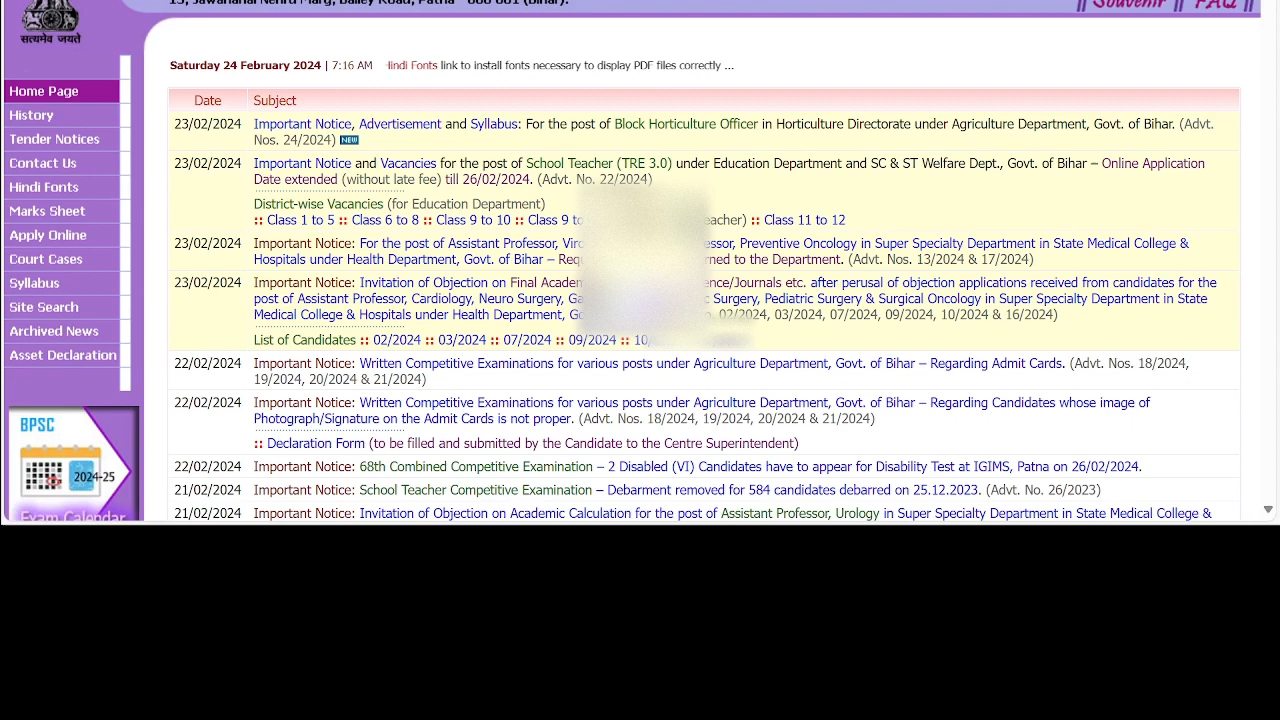 15, Jawaharlal Nehru Marg, Bailey Road, Patna - 800 001 (Bihar).
|| Souvenir || FAQ ||
सत्यमेव जयते
Saturday 24 February 2024 | 7:16 AM Hindi Fonts link to install fonts necessary to display PDF files correctly ...
Home Page
History
Tender Notices
Contact Us
Hindi Fonts
Marks Sheet
Apply Online
Court Cases
Syllabus
Site Search
Archived News
Asset Declaration
BPSC
2024-25
Exam Calendar
Date Subject
23/02/2024 Important Notice, Advertisement and Syllabus: For the post of Block Horticulture Officer in Horticulture Directorate under Agriculture Department, Govt. of Bihar. (Advt.
Nos. 24/2024) NEW
23/02/2024 Important Notice and Vacancies for the post of School Teacher (TRE 3.0) under Education Department and SC & ST Welfare Dept., Govt. of Bihar – Online Application
Date extended (without late fee) till 26/02/2024. (Advt. No. 22/2024)
District-wise Vacancies (for Education Department)
:: Class 1 to 5 :: Class 6 to 8 :: Class 9 to 10 :: Class 9 to eacher) :: Class 11 to 12
23/02/2024 Important Notice: For the post of Assistant Professor, Viro essor, Preventive Oncology in Super Specialty Department in State Medical College &
Hospitals under Health Department, Govt. of Bihar – Requ rned to the Department. (Advt. Nos. 13/2024 & 17/2024)
23/02/2024 Important Notice: Invitation of Objection on Final Academ ence/Journals etc. after perusal of objection applications received from candidates for the
post of Assistant Professor, Cardiology, Neuro Surgery, Ga c Surgery, Pediatric Surgery & Surgical Oncology in Super Specialty Department in State
Medical College & Hospitals under Health Department, Go 02/2024, 03/2024, 07/2024, 09/2024, 10/2024 & 16/2024)
List of Candidates :: 02/2024 :: 03/2024 :: 07/2024 :: 09/2024 :: 10/
22/02/2024 Important Notice: Written Competitive Examinations for various posts under Agriculture Department, Govt. of Bihar – Regarding Admit Cards. (Advt. Nos. 18/2024,
19/2024, 20/2024 & 21/2024)
22/02/2024 Important Notice: Written Competitive Examinations for various posts under Agriculture Department, Govt. of Bihar – Regarding Candidates whose image of
Photograph/Signature on the Admit Cards is not proper. (Advt. Nos. 18/2024, 19/2024, 20/2024 & 21/2024)
:: Declaration Form (to be filled and submitted by the Candidate to the Centre Superintendent)
22/02/2024 Important Notice: 68th Combined Competitive Examination – 2 Disabled (VI) Candidates have to appear for Disability Test at IGIMS, Patna on 26/02/2024.
21/02/2024 Important Notice: School Teacher Competitive Examination – Debarment removed for 584 candidates debarred on 25.12.2023. (Advt. No. 26/2023)
21/02/2024 Important Notice: Invitation of Objection on Academic Calculation for the post of Assistant Professor, Urology in Super Specialty Department in State Medical College &